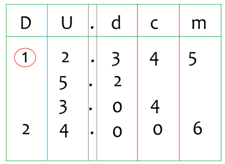 D U . d c m
1 2 . 3 4 5
5 . 2
3 . 0 4
2 4 . 0 0 6